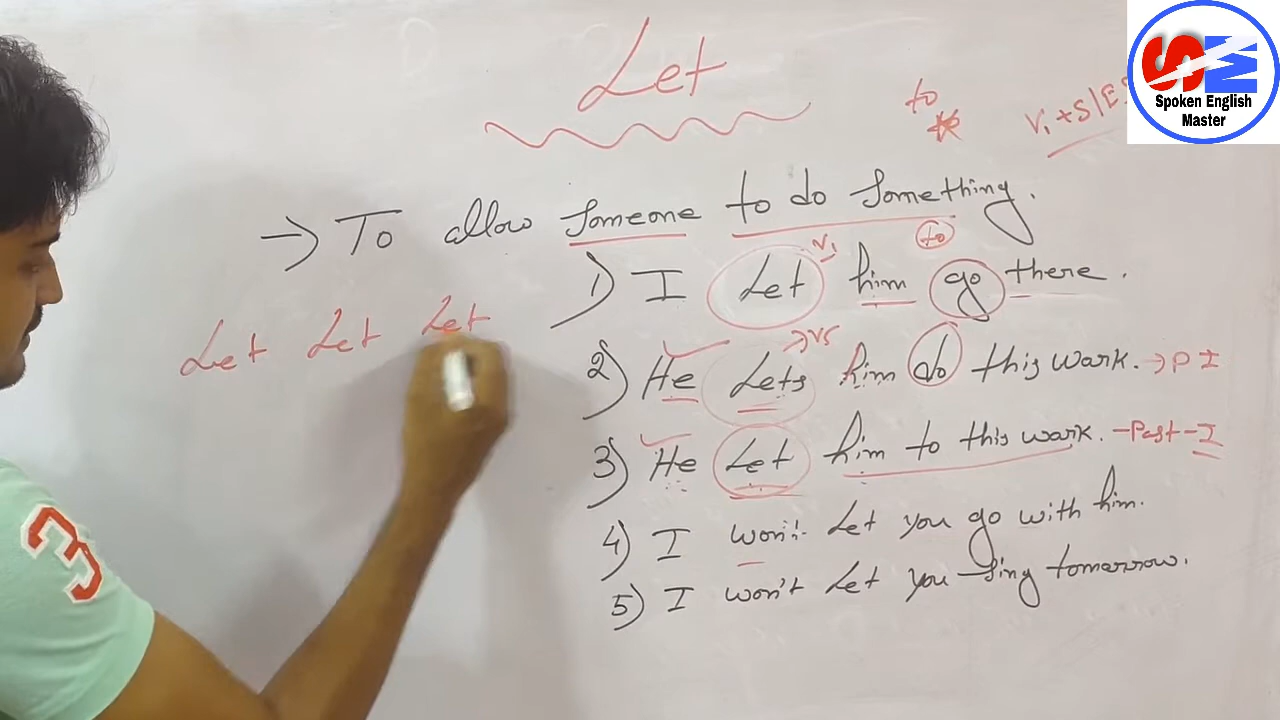 Let
to
V1+S/ES
SM
Spoken English
Master
→ To allow someone to do something.
V1 to
1) I Let him go there.
Let Let Let
→ V5
2) He Lets him do this work. → P I
3) He Let him to this work. - Past - I
4) I won't Let you go with him.
5) I won't Let you sing tomorrow.
3